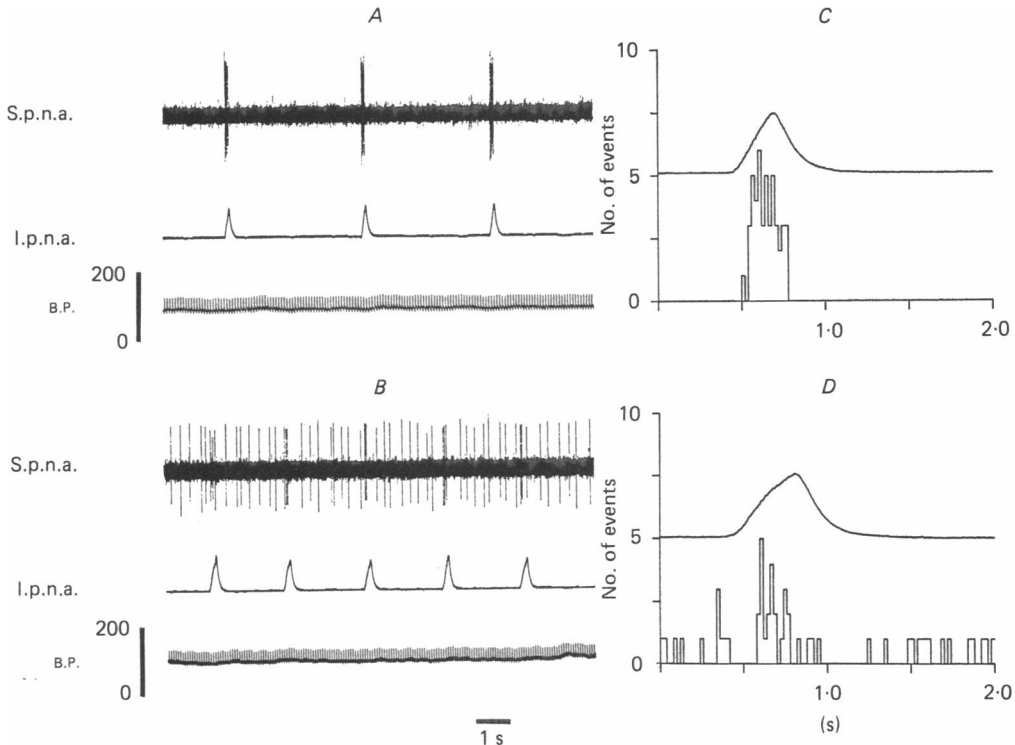 A
S.p.n.a.
I.p.n.a.
200
B.P.
0
B
S.p.n.a.
I.p.n.a.
200
B.P.
0
1 s
C
10
No. of events
5
0
1·0
2·0
D
10
No. of events
5
0
1·0
2·0
(s)